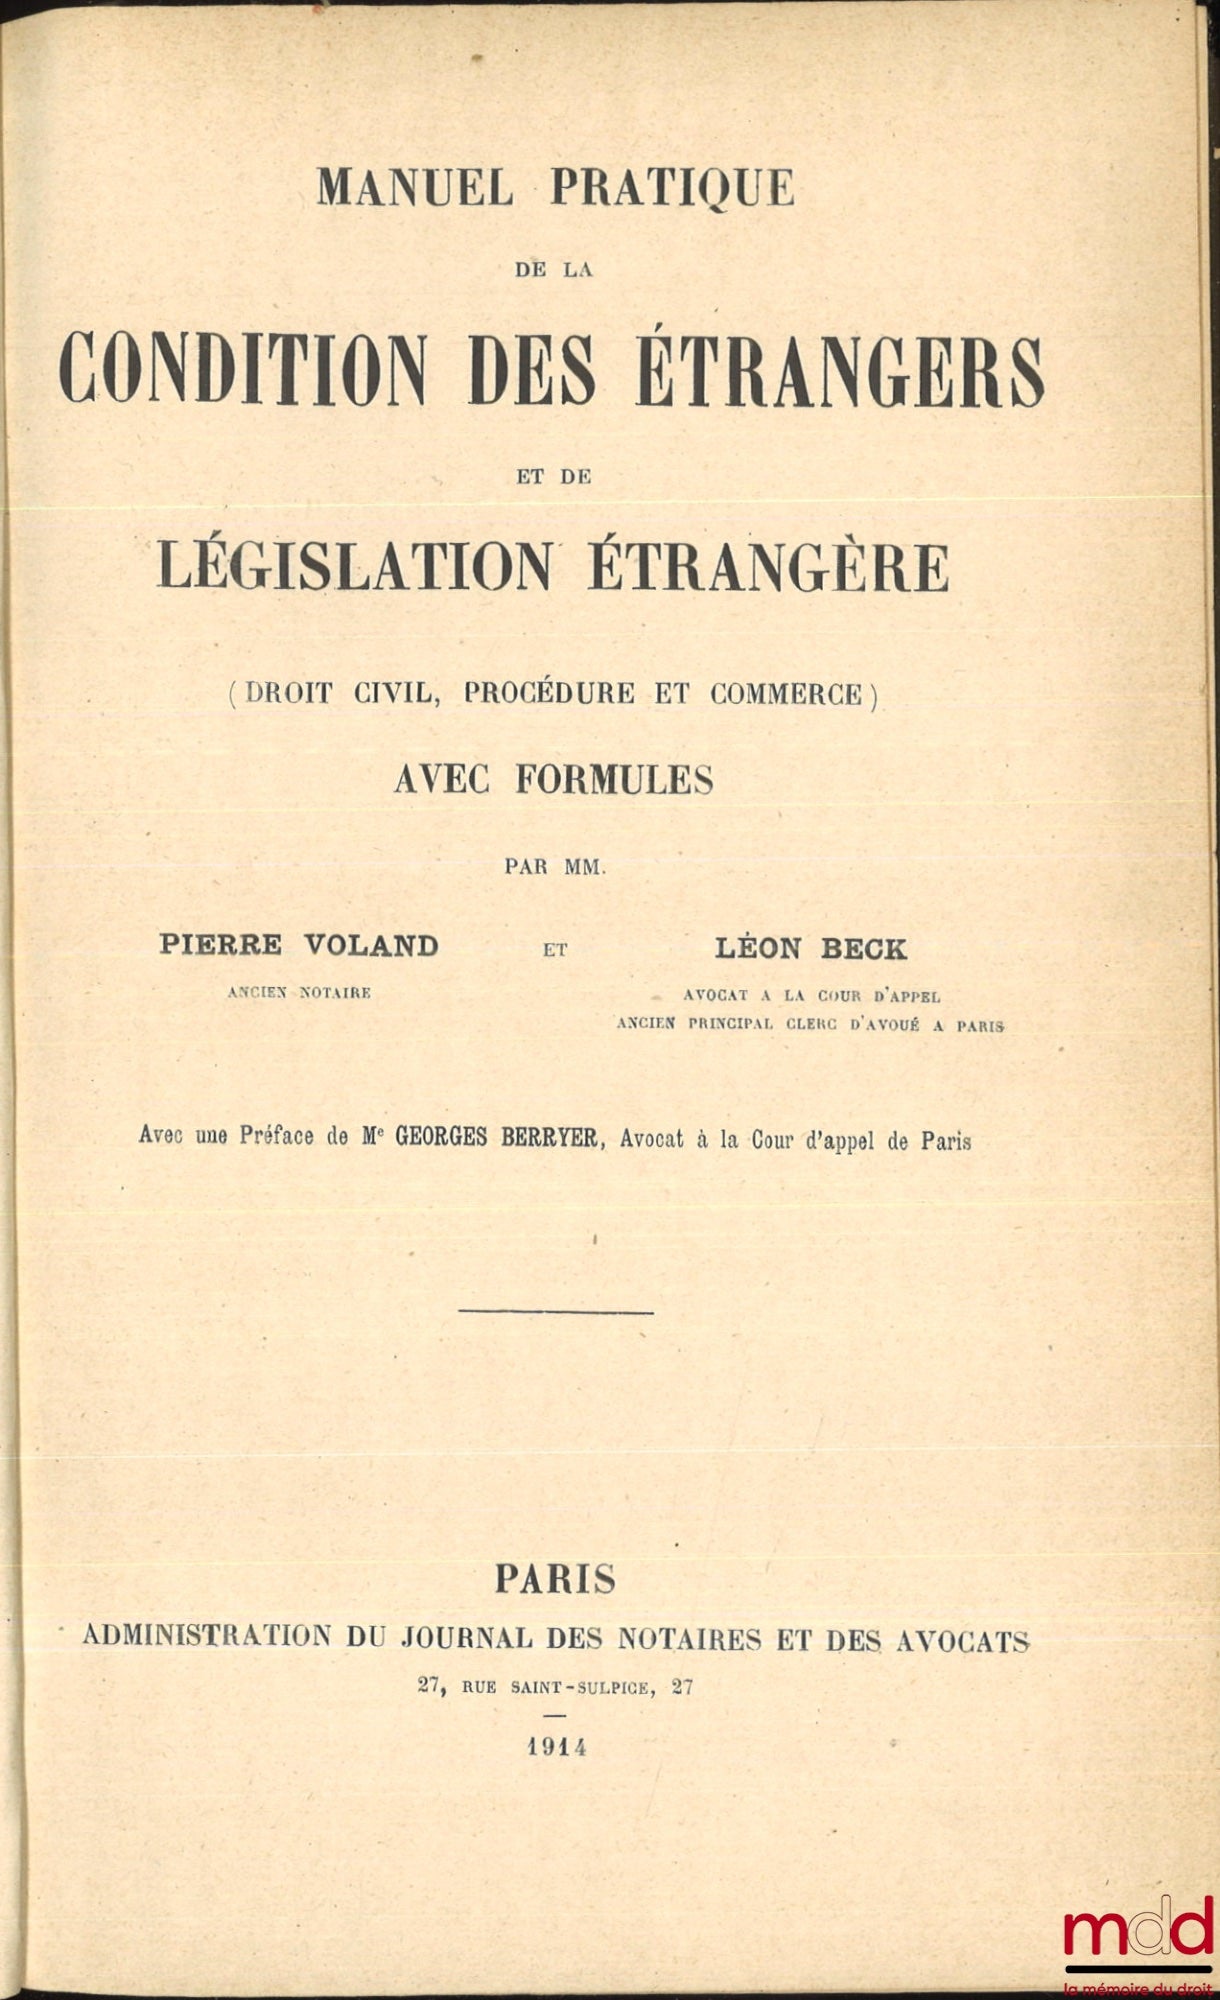 MANUEL PRATIQUE
DE LA
CONDITION DES ÉTRANGERS
ET DE
LÉGISLATION ÉTRANGÈRE
(DROIT CIVIL, PROCÉDURE ET COMMERCE)
AVEC FORMULES
PAR MM.
PIERRE VOLAND ET LÉON BECK
ANCIEN NOTAIRE AVOCAT A LA COUR D'APPEL
ANCIEN PRINCIPAL CLERC D'AVOUÉ A PARIS
Avec une Préface de Me GEORGES BERRYER, Avocat à la Cour d'appel de Paris
PARIS
ADMINISTRATION DU JOURNAL DES NOTAIRES ET DES AVOCATS
27, RUE SAINT-SULPICE, 27
1914
mdd
la mémoire du droit